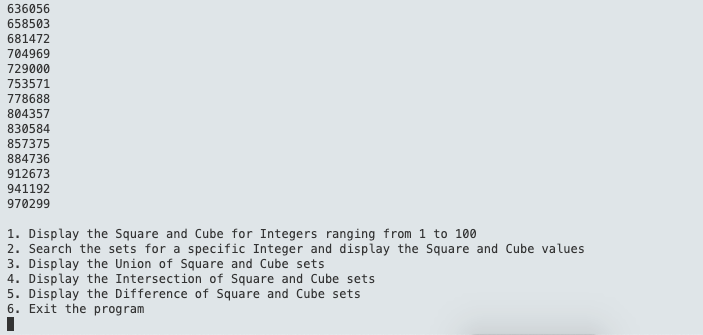 636056
658503
681472
704969
729000
753571
778688
804357
830584
857375
884736
912673
941192
970299
1. Display the Square and Cube for Integers ranging from 1 to 100
2. Search the sets for a specific Integer and display the Square and Cube values
3. Display the Union of Square and Cube sets
4. Display the Intersection of Square and Cube sets
5. Display the Difference of Square and Cube sets
6. Exit the program